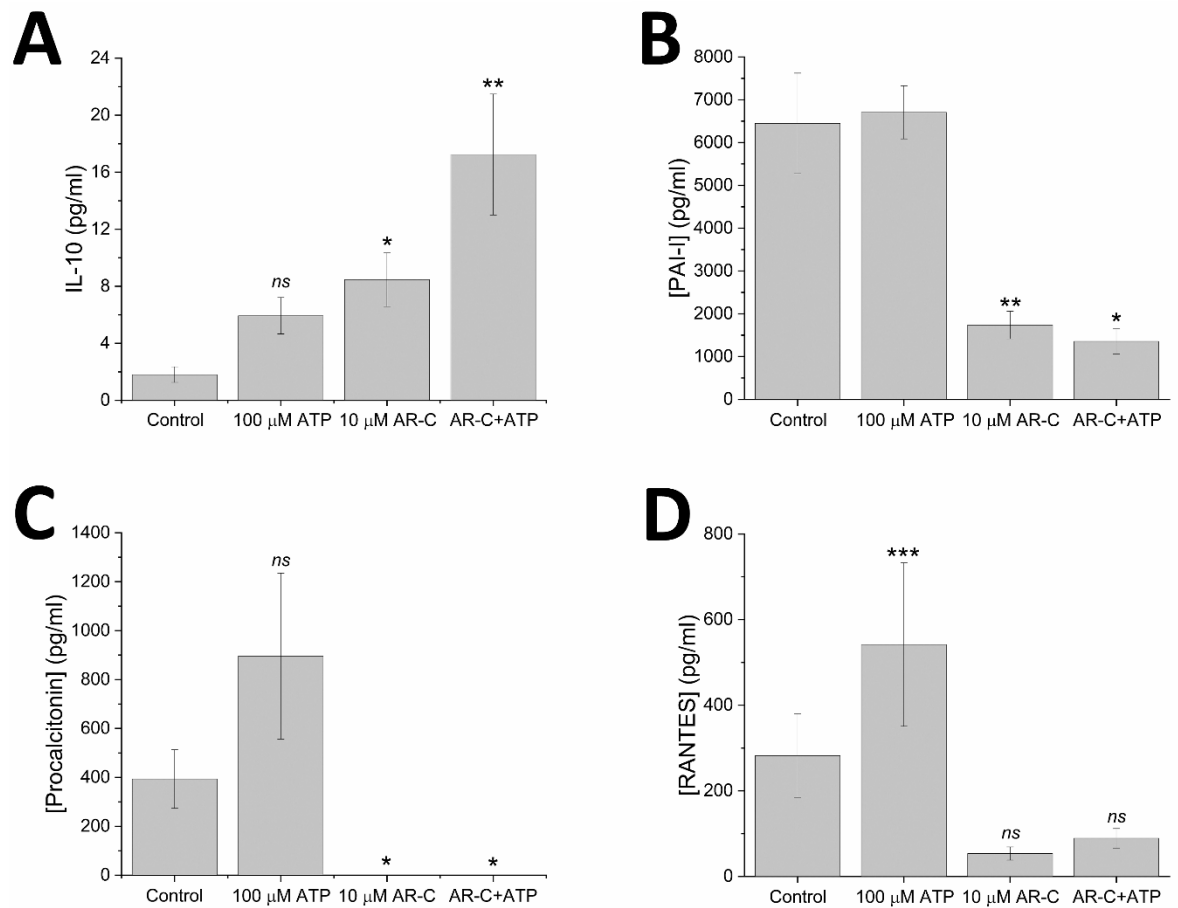 A
IL-10 (pg/ml)
24
20
16
12
8
4
0
ns
*
**
Control
100 μM ATP
10 μM AR-C
AR-C+ATP
B
[PAI-I] (pg/ml)
8000
7000
6000
5000
4000
3000
2000
1000
0
**
*
Control
100 μM ATP
10 μM AR-C
AR-C+ATP
C
[Procalcitonin] (pg/ml)
1400
1200
1000
800
600
400
200
0
ns
*
*
Control
100 μM ATP
10 μM AR-C
AR-C+ATP
D
[RANTES] (pg/ml)
800
600
400
200
0
***
ns
ns
Control
100 μM ATP
10 μM AR-C
AR-C+ATP